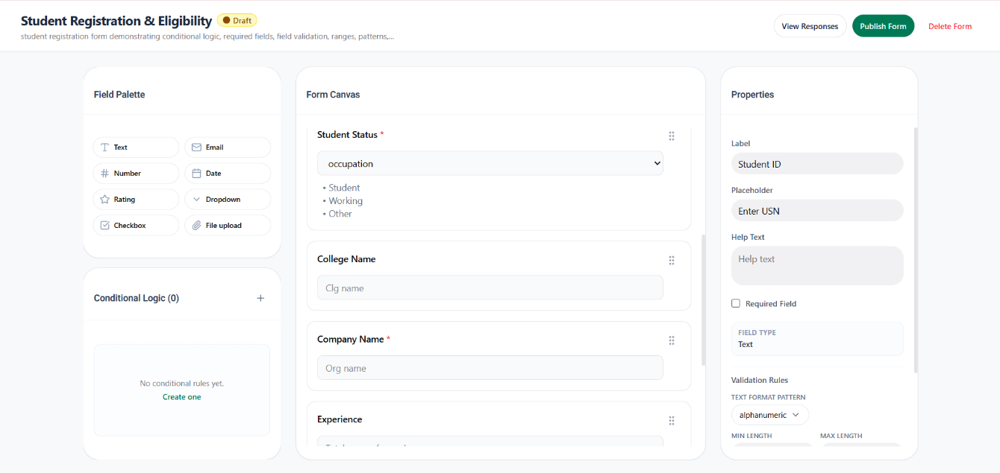 Student Registration & Eligibility Draft
student registration form demonstrating conditional logic, required fields, field validation, ranges, patterns,...
View Responses
Publish Form
Delete Form
Field Palette
Text
Email
Number
Date
Rating
Dropdown
Checkbox
File upload
Conditional Logic (0)
No conditional rules yet.
Create one
Form Canvas
Student Status *
occupation
• Student
• Working
• Other
College Name
Clg name
Company Name *
Org name
Experience
Properties
Label
Student ID
Placeholder
Enter USN
Help Text
Help text
Required Field
FIELD TYPE
Text
Validation Rules
TEXT FORMAT PATTERN
alphanumeric
MIN LENGTH
MAX LENGTH